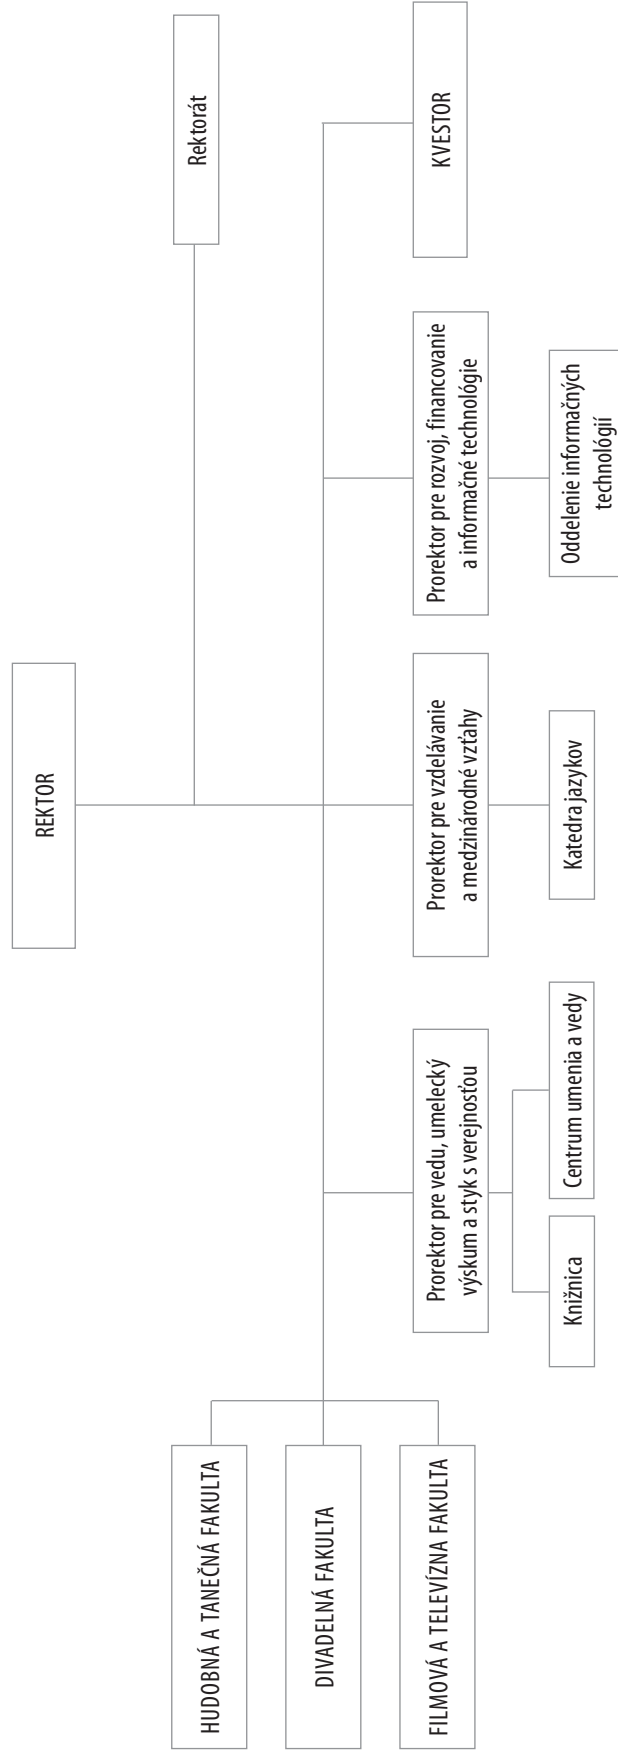 REKTOR
Rektorát
HUDOBNÁ A TANEČNÁ FAKULTA
DIVADELNÁ FAKULTA
FILMOVÁ A TELEVÍZNA FAKULTA
Prorektor pre vedu, umelecký
výskum a styk s verejnosťou
Prorektor pre vzdelávanie
a medzinárodné vzťahy
Prorektor pre rozvoj, financovanie
a informačné technológie
KVESTOR
Knižnica
Centrum umenia a vedy
Katedra jazykov
Oddelenie informačných
technológií